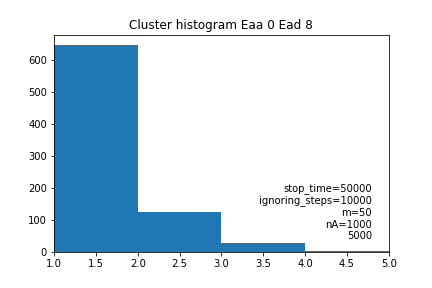 Cluster histogram Eaa 0 Ead 8
600
500
400
300
200
100
0
stop_time=50000
ignoring_steps=10000
m=50
nA=1000
5000
1.0 1.5 2.0 2.5 3.0 3.5 4.0 4.5 5.0